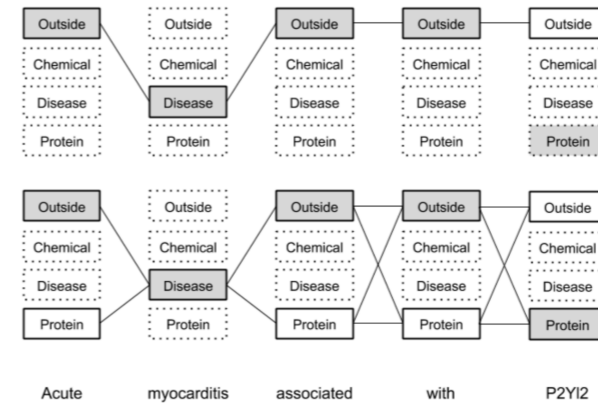 Outside Outside Outside Outside Outside
Chemical Chemical Chemical Chemical Chemical
Disease Disease Disease Disease Disease
Protein Protein Protein Protein Protein
Outside Outside Outside Outside Outside
Chemical Chemical Chemical Chemical Chemical
Disease Disease Disease Disease Disease
Protein Protein Protein Protein Protein
Acute myocarditis associated with P2Yl2